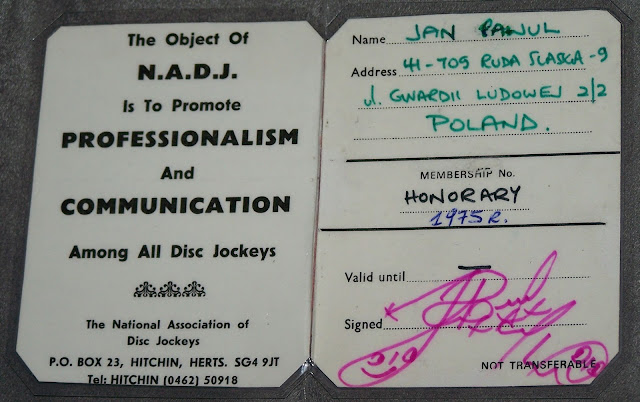 The Object Of
N.A.D.J.
Is To Promote
PROFESSIONALISM
And
COMMUNICATION
Among All Disc Jockeys
The National Association of
Disc Jockeys
P.O. BOX 23, HITCHIN, HERTS. SG4 9JT
Tel: HITCHIN (0462) 50918
Name JAN PAWUL
Address 41-709 RUDA SLASKA-9
ul. GWARDII LUDOWEJ 2/2
POLAND.
MEMBERSHIP No.
HONORARY
1975 R.
Valid until —
Signed
NOT TRANSFERABLE